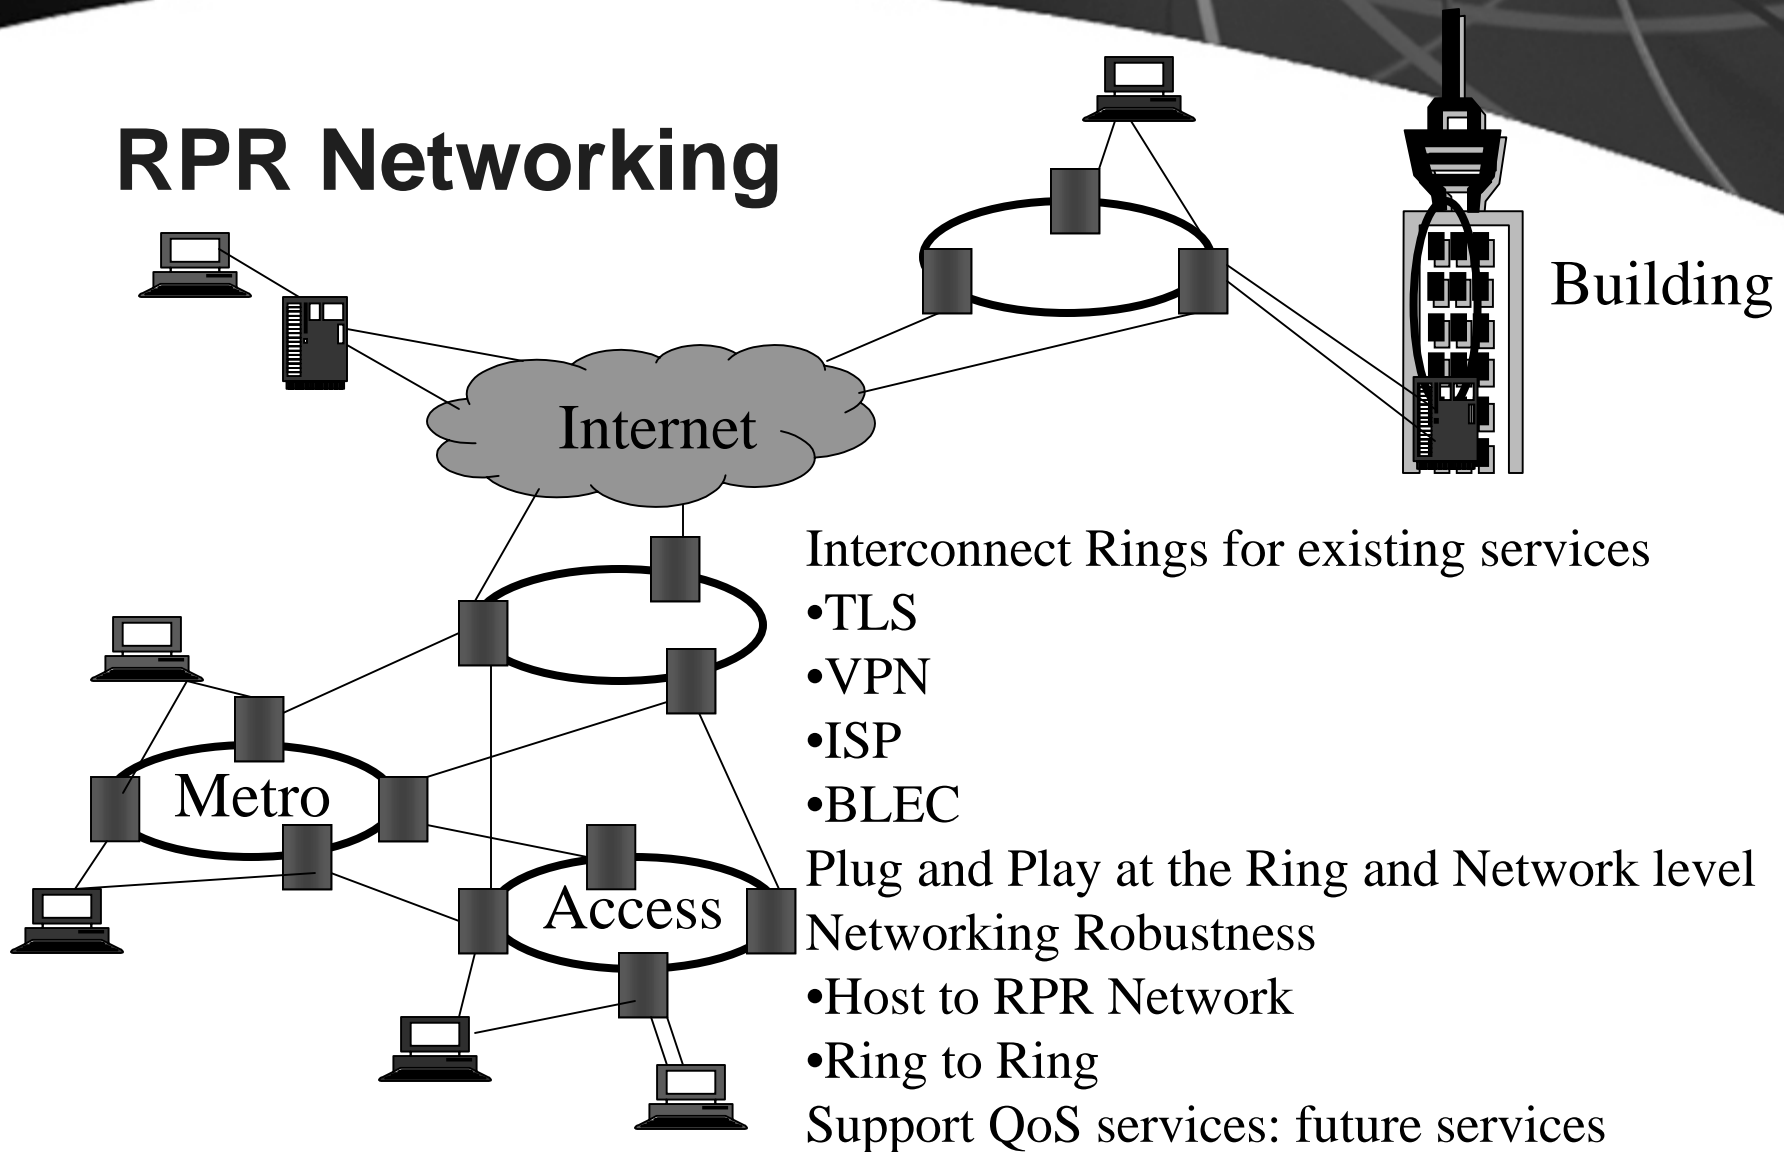 RPR Networking
Building
Internet
Interconnect Rings for existing services
•TLS
•VPN
•ISP
•BLEC
Plug and Play at the Ring and Network level
Networking Robustness
•Host to RPR Network
•Ring to Ring
Support QoS services: future services
Metro
Access